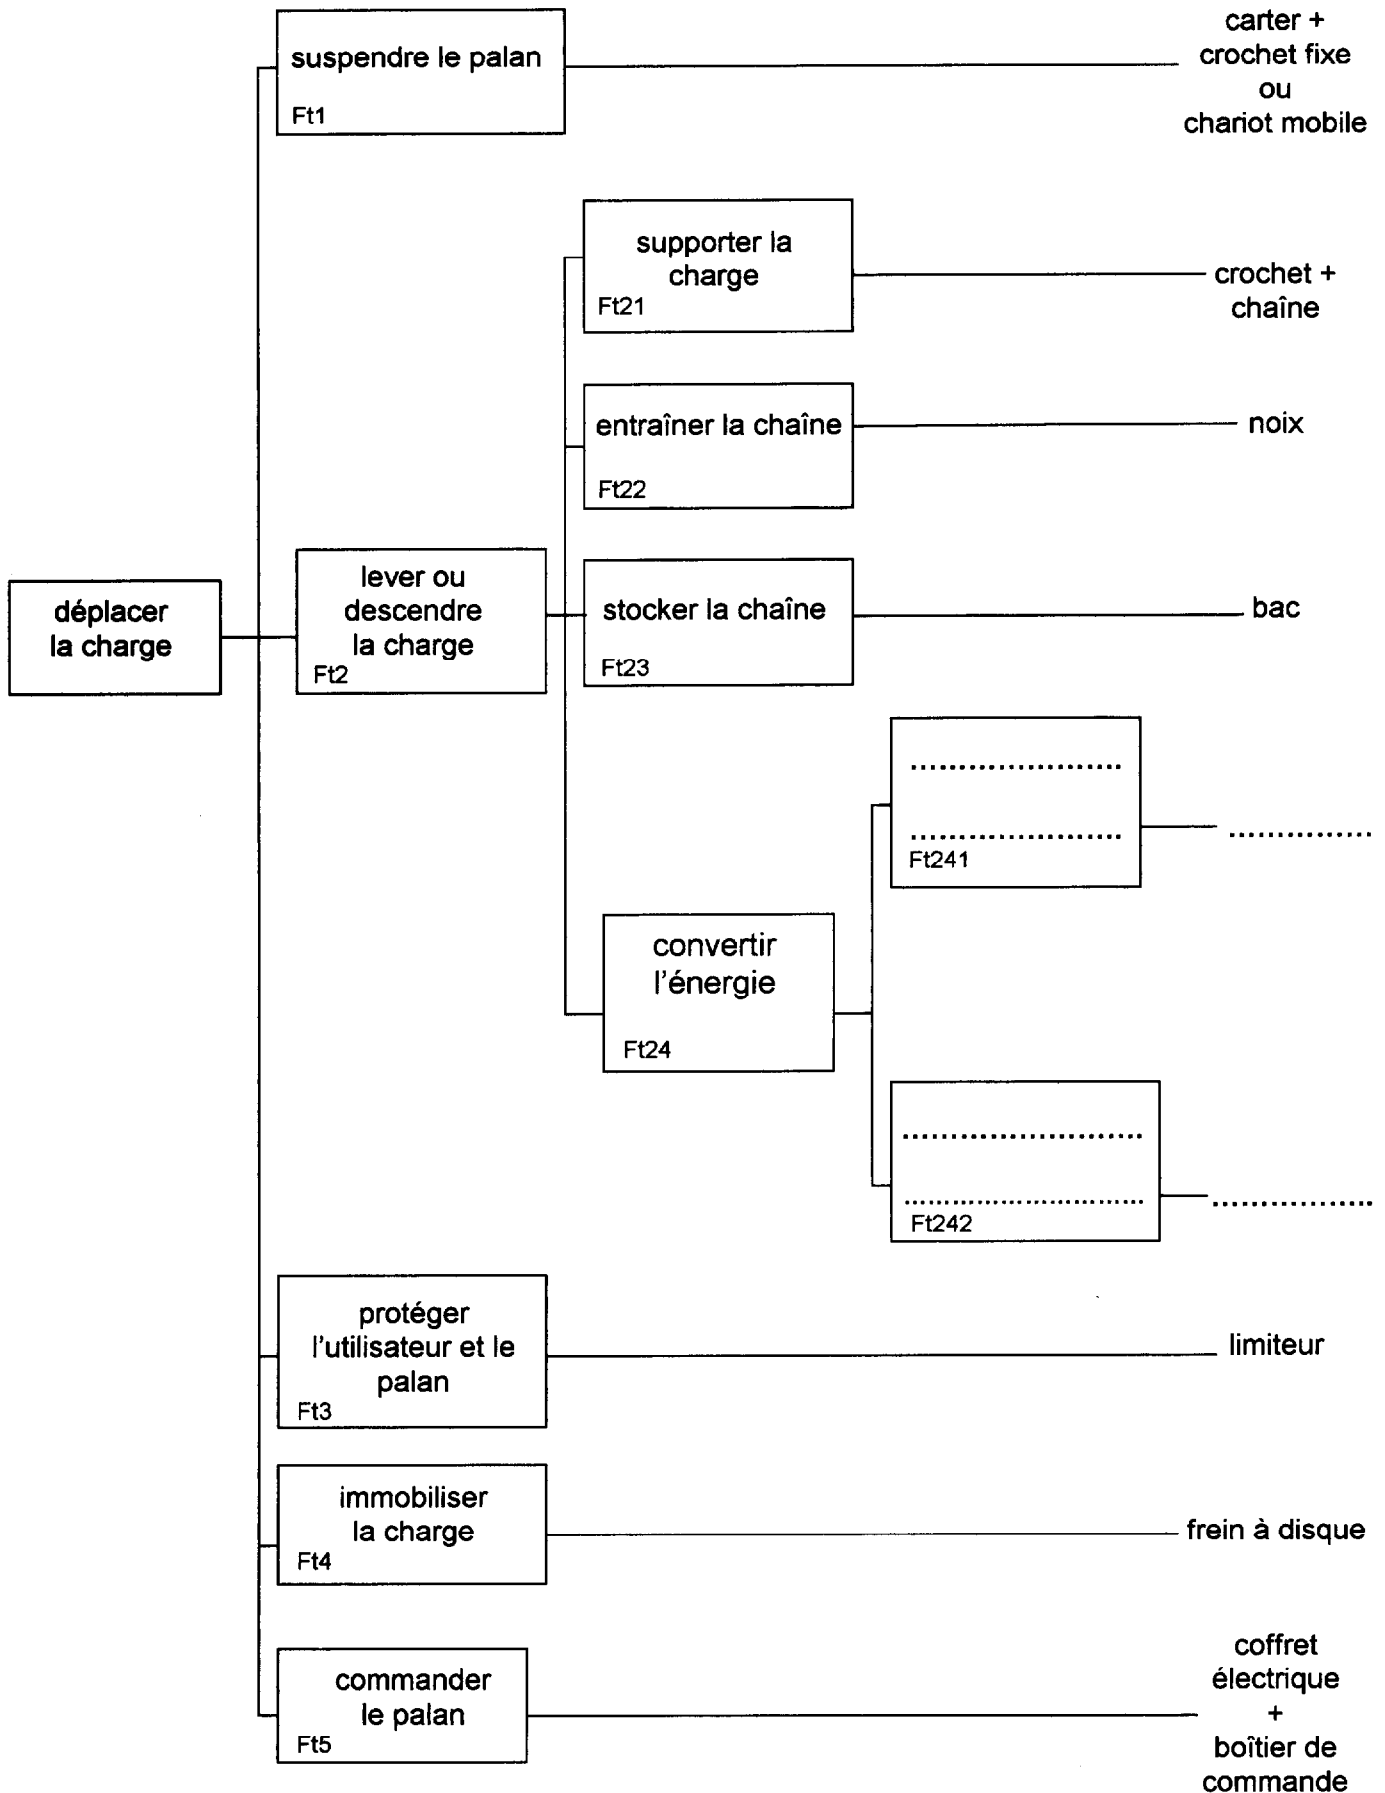 suspendre le palan
Ft1
carter +
crochet fixe
ou
chariot mobile
supporter la
charge
Ft21
crochet +
chaîne
entraîner la chaîne
Ft22
noix
déplacer
la charge
lever ou
descendre
la charge
Ft2
stocker la chaîne
Ft23
bac
convertir
l'énergie
Ft24
......................
......................
Ft241
...............
.........................
.........................
Ft242
.................
protéger
l'utilisateur et le
palan
Ft3
limiteur
immobiliser
la charge
Ft4
frein à disque
commander
le palan
Ft5
coffret
électrique
+
boîtier de
commande